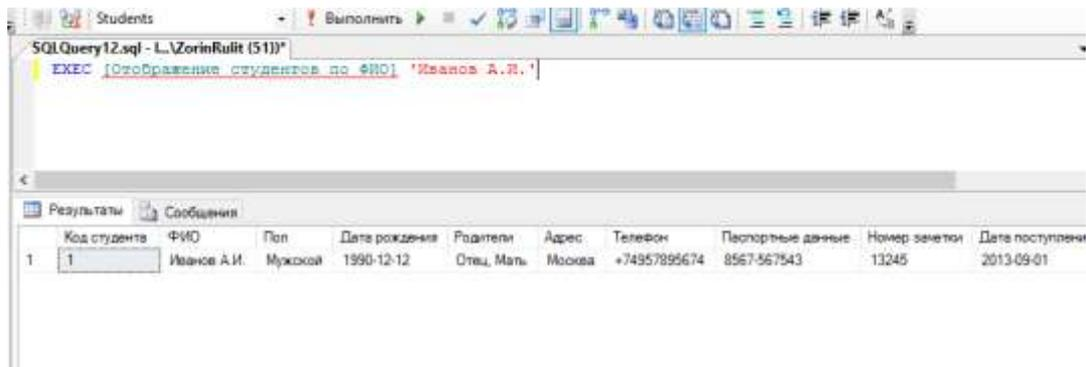 Students Выполнить
SQLQuery12.sql - L...\ZorinRulit (51))*
EXEC [Отображение студентов по ФИО] 'Иванов А.И.'
Результаты Сообщения
Код студента ФИО Пол Дата рождения Родители Адрес Телефон Паспортные данные Номер зачетки Дата поступлени
1 1 Иванов А.И. Мужской 1990-12-12 Отец, Мать Москва +74957895674 8567-567543 13245 2013-09-01